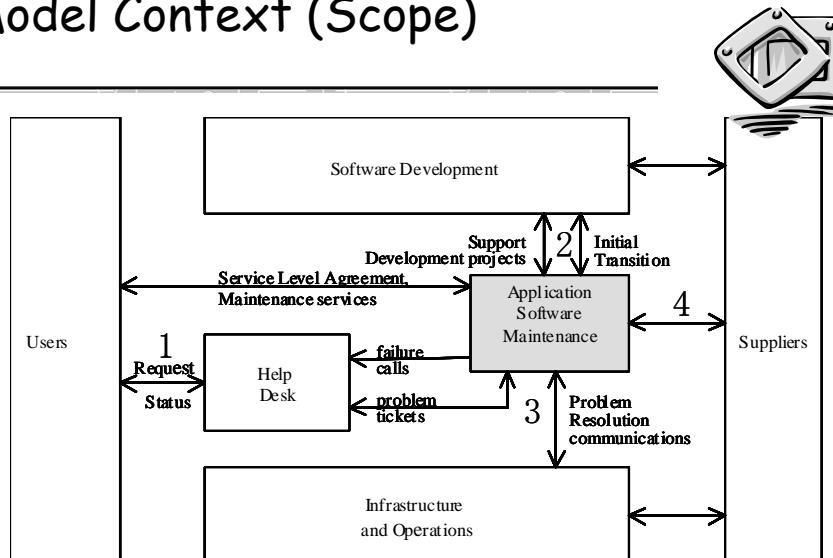 Model Context (Scope)
Software Development
Support
Development projects
2
Initial
Transition
Service Level Agreement,
Maintenance services
Application
Software
Maintenance
4
Users
Suppliers
1
Request
Status
Help
Desk
failure
calls
problem
tickets
3
Problem
Resolution
communications
Infrastructure
and Operations